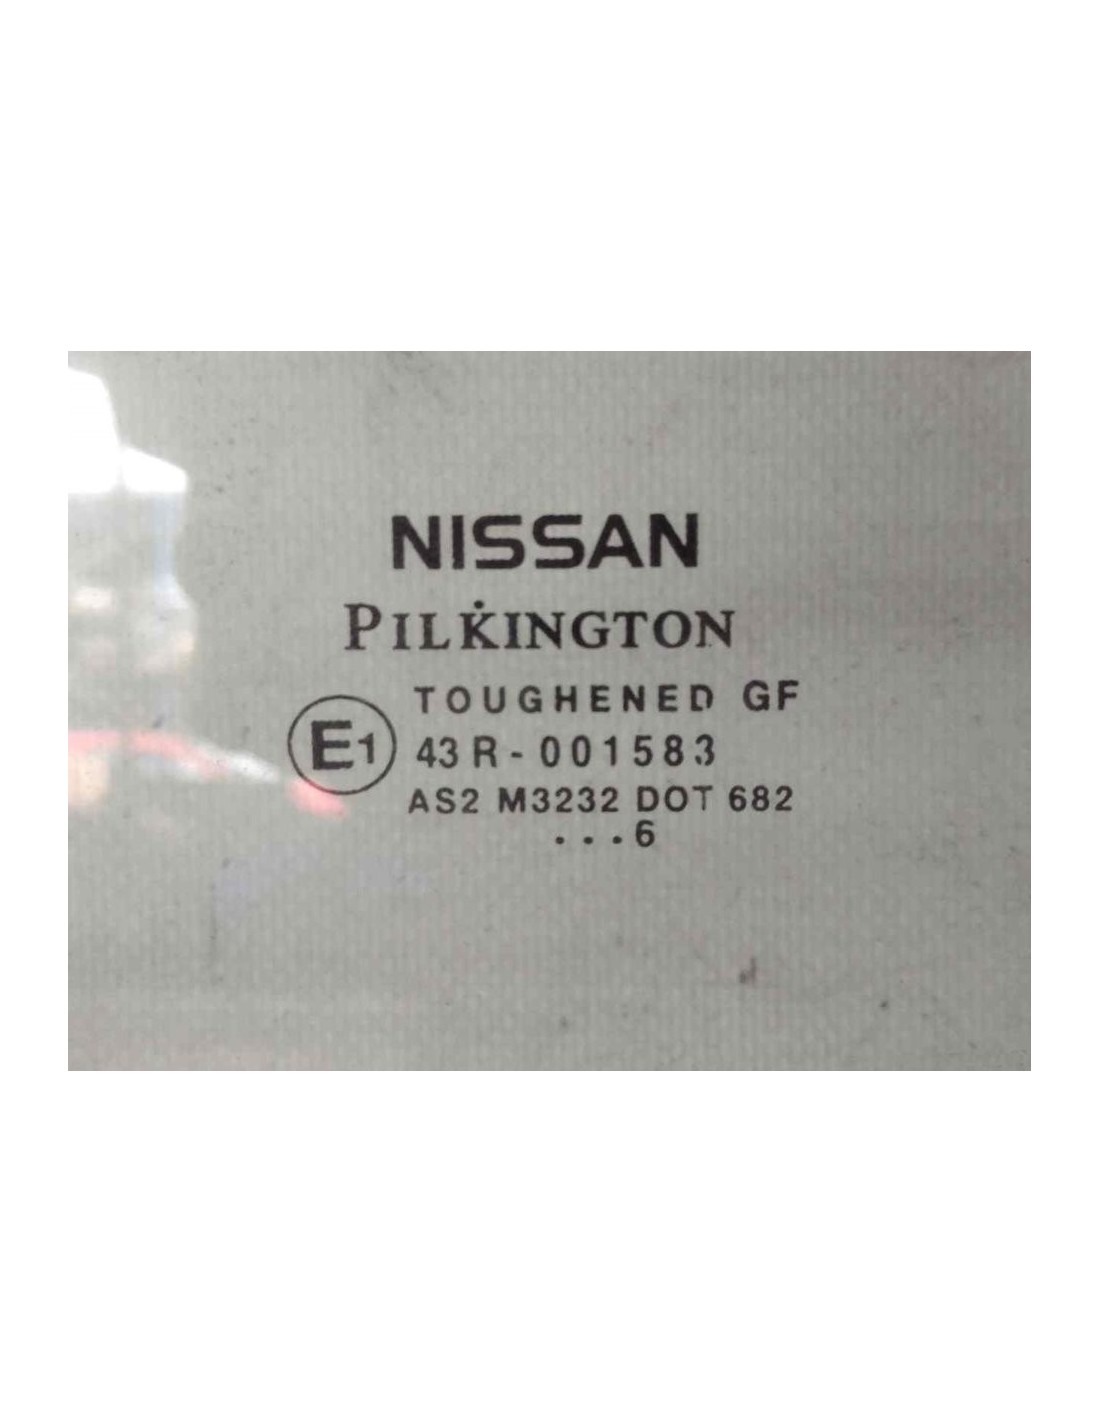 NISSAN
PILKINGTON
TOUGHENED GF
E1 43R-001583
AS2 M3232 DOT 682
...6